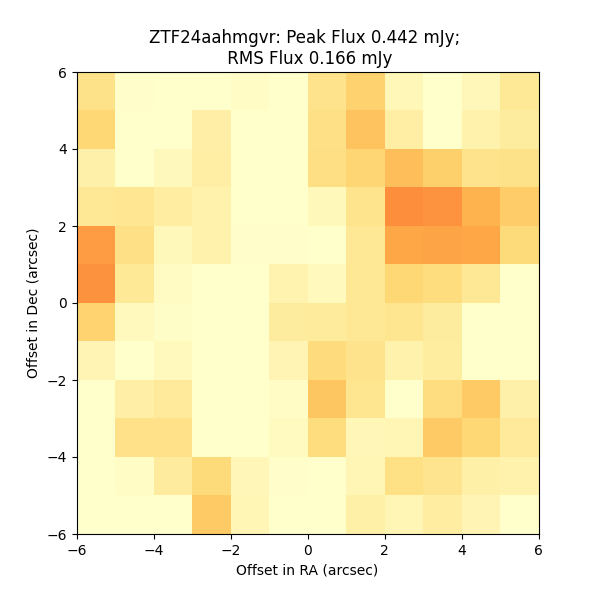 ZTF24aahmgvr: Peak Flux 0.442 mJy;
RMS Flux 0.166 mJy
6
4
2
0
−2
−4
−6
Offset in Dec (arcsec)
−6 −4 −2 0 2 4 6
Offset in RA (arcsec)